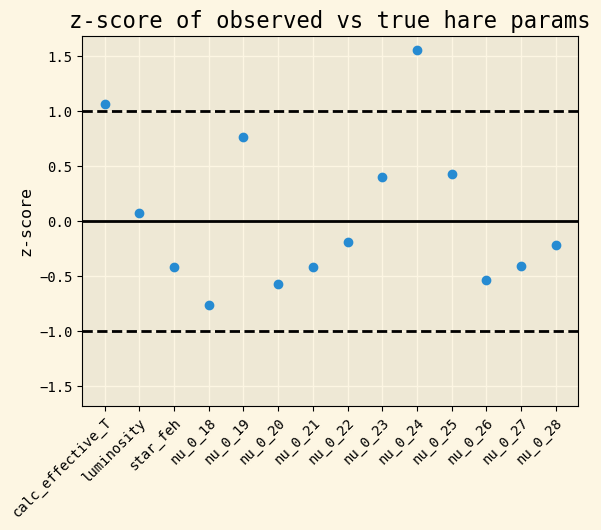 z-score of observed vs true hare params
z-score
1.5
1.0
0.5
0.0
−0.5
−1.0
−1.5
calc_effective_T
luminosity
star_feh
nu_0_18
nu_0_19
nu_0_20
nu_0_21
nu_0_22
nu_0_23
nu_0_24
nu_0_25
nu_0_26
nu_0_27
nu_0_28